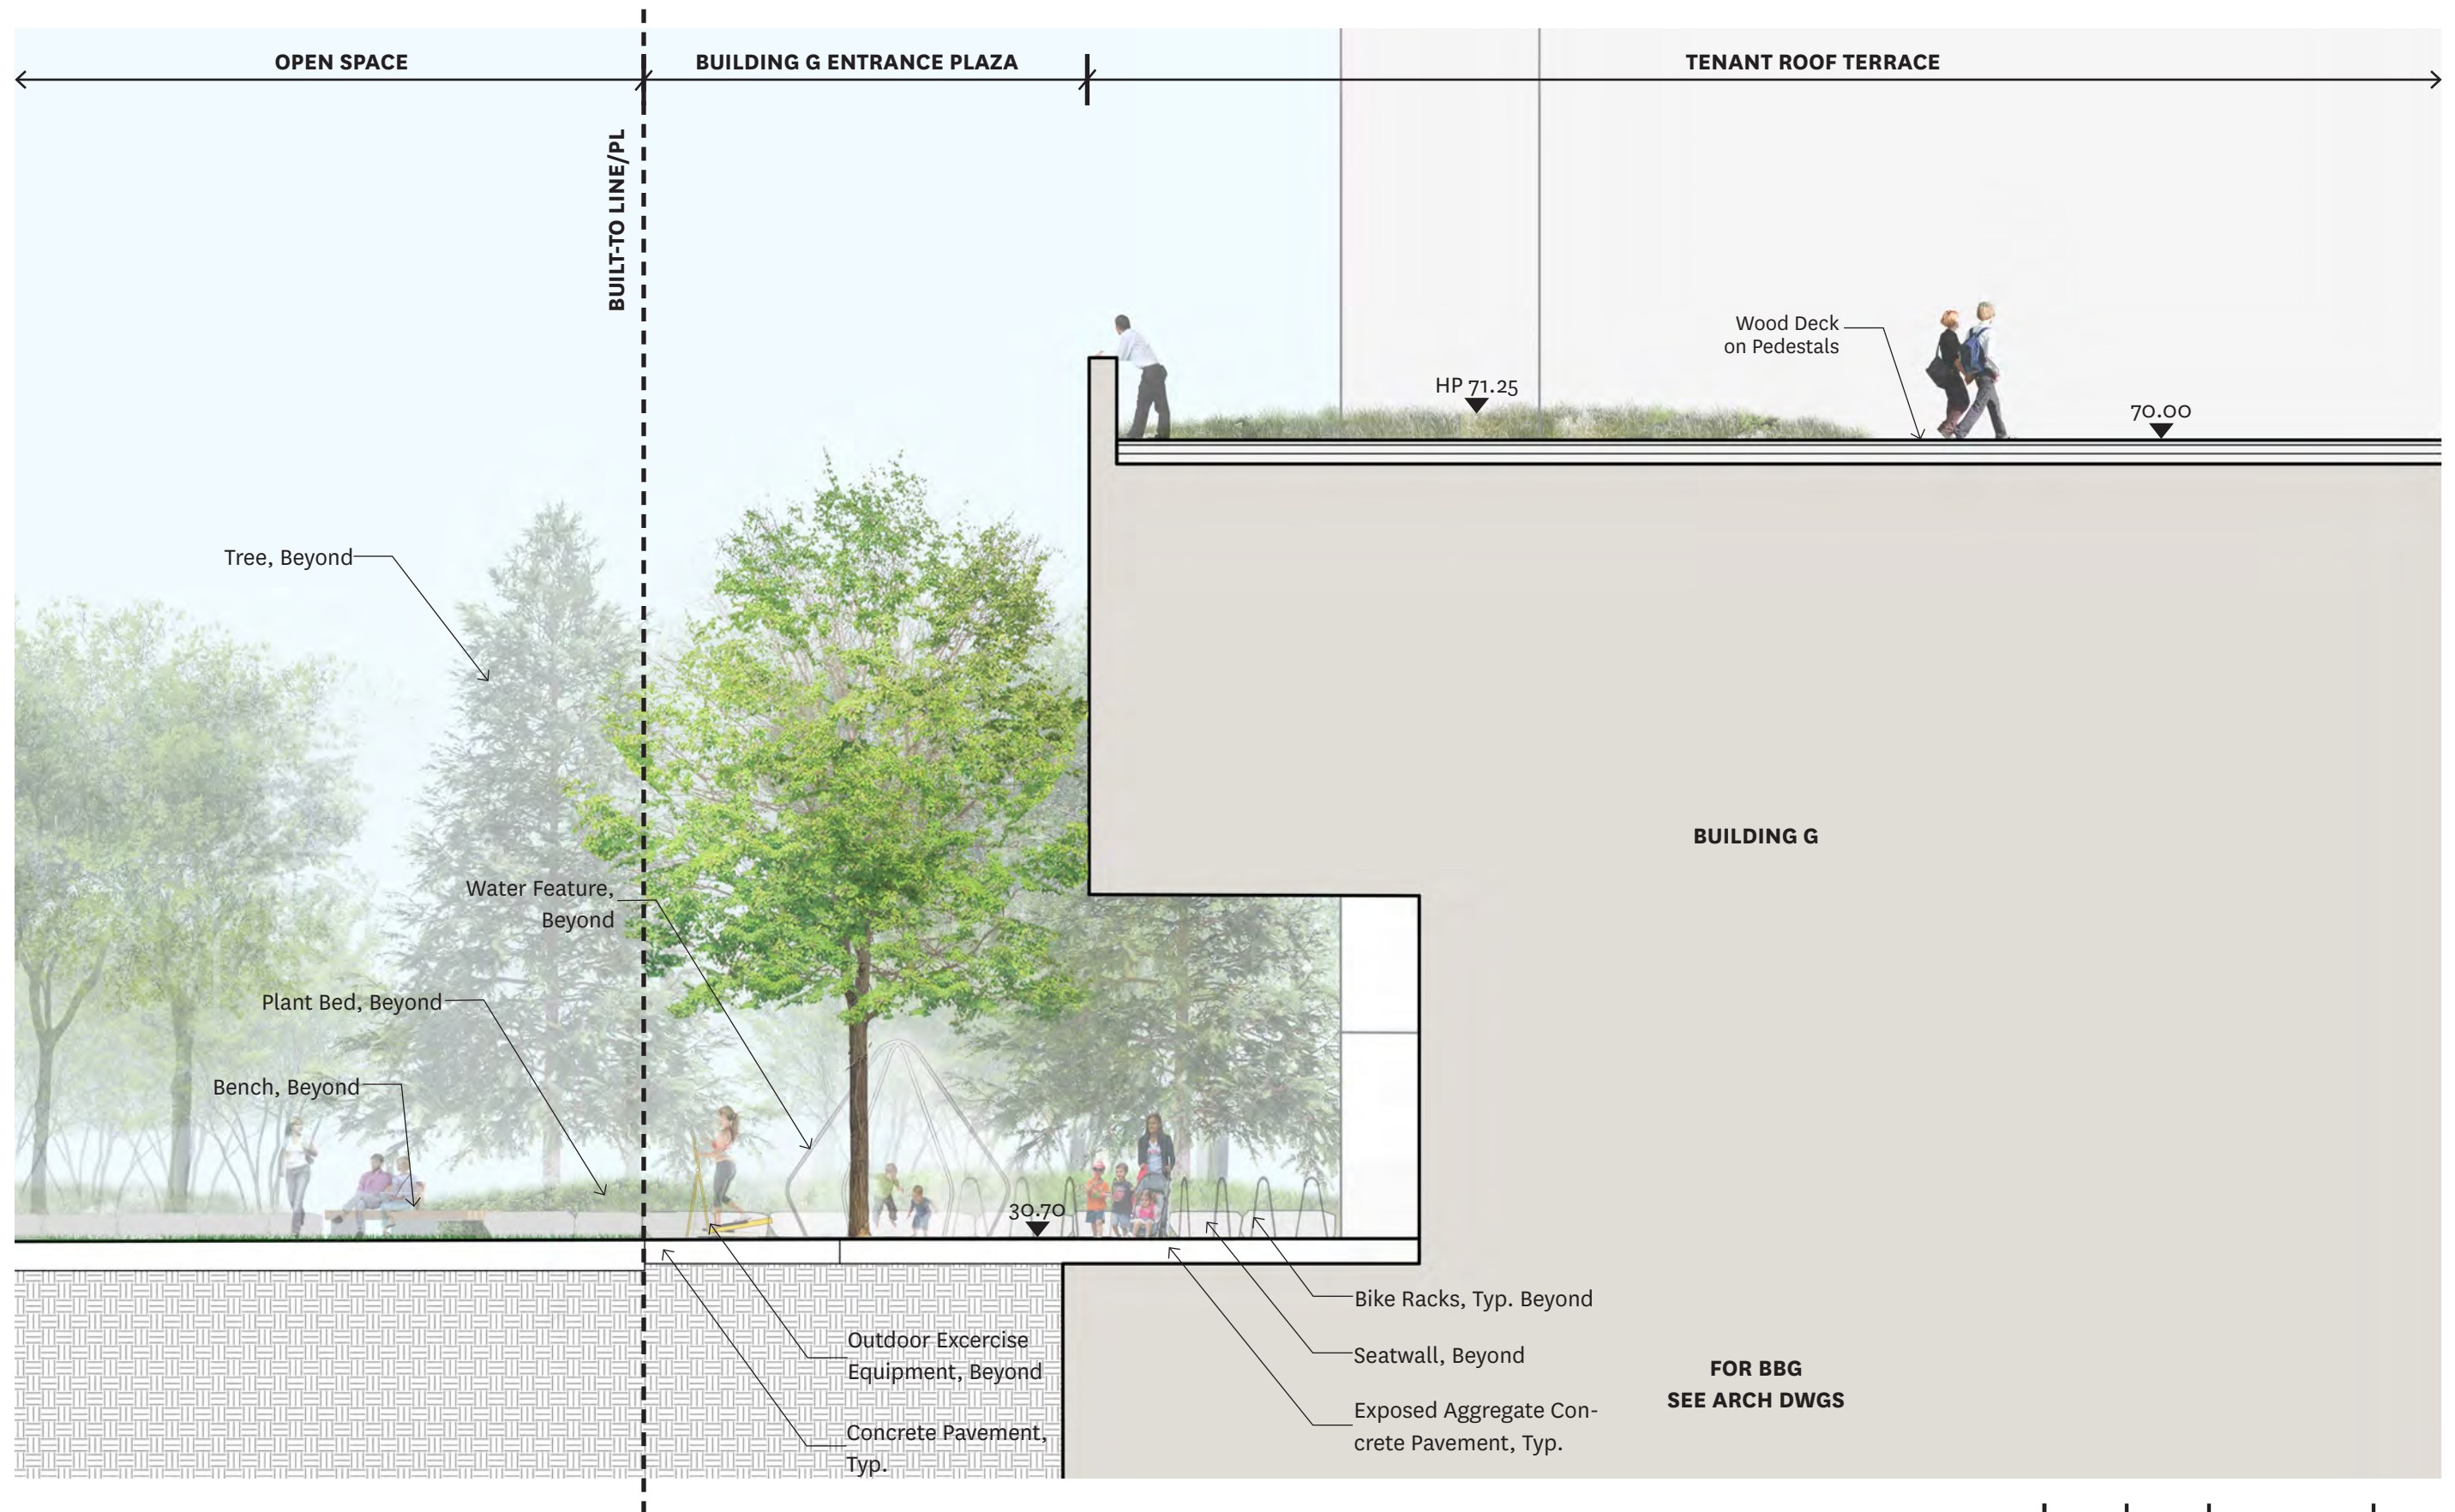 OPEN SPACE
BUILDING G ENTRANCE PLAZA
TENANT ROOF TERRACE
BUILT-TO LINE/PL
Wood Deck
on Pedestals
HP 71.25
70.00
Tree, Beyond
BUILDING G
Water Feature,
Beyond
Plant Bed, Beyond
Bench, Beyond
30.70
Bike Racks, Typ. Beyond
Outdoor Excercise
Equipment, Beyond
Seatwall, Beyond
FOR BBG
SEE ARCH DWGS
Exposed Aggregate Con-
crete Pavement, Typ.
Concrete Pavement,
Typ.